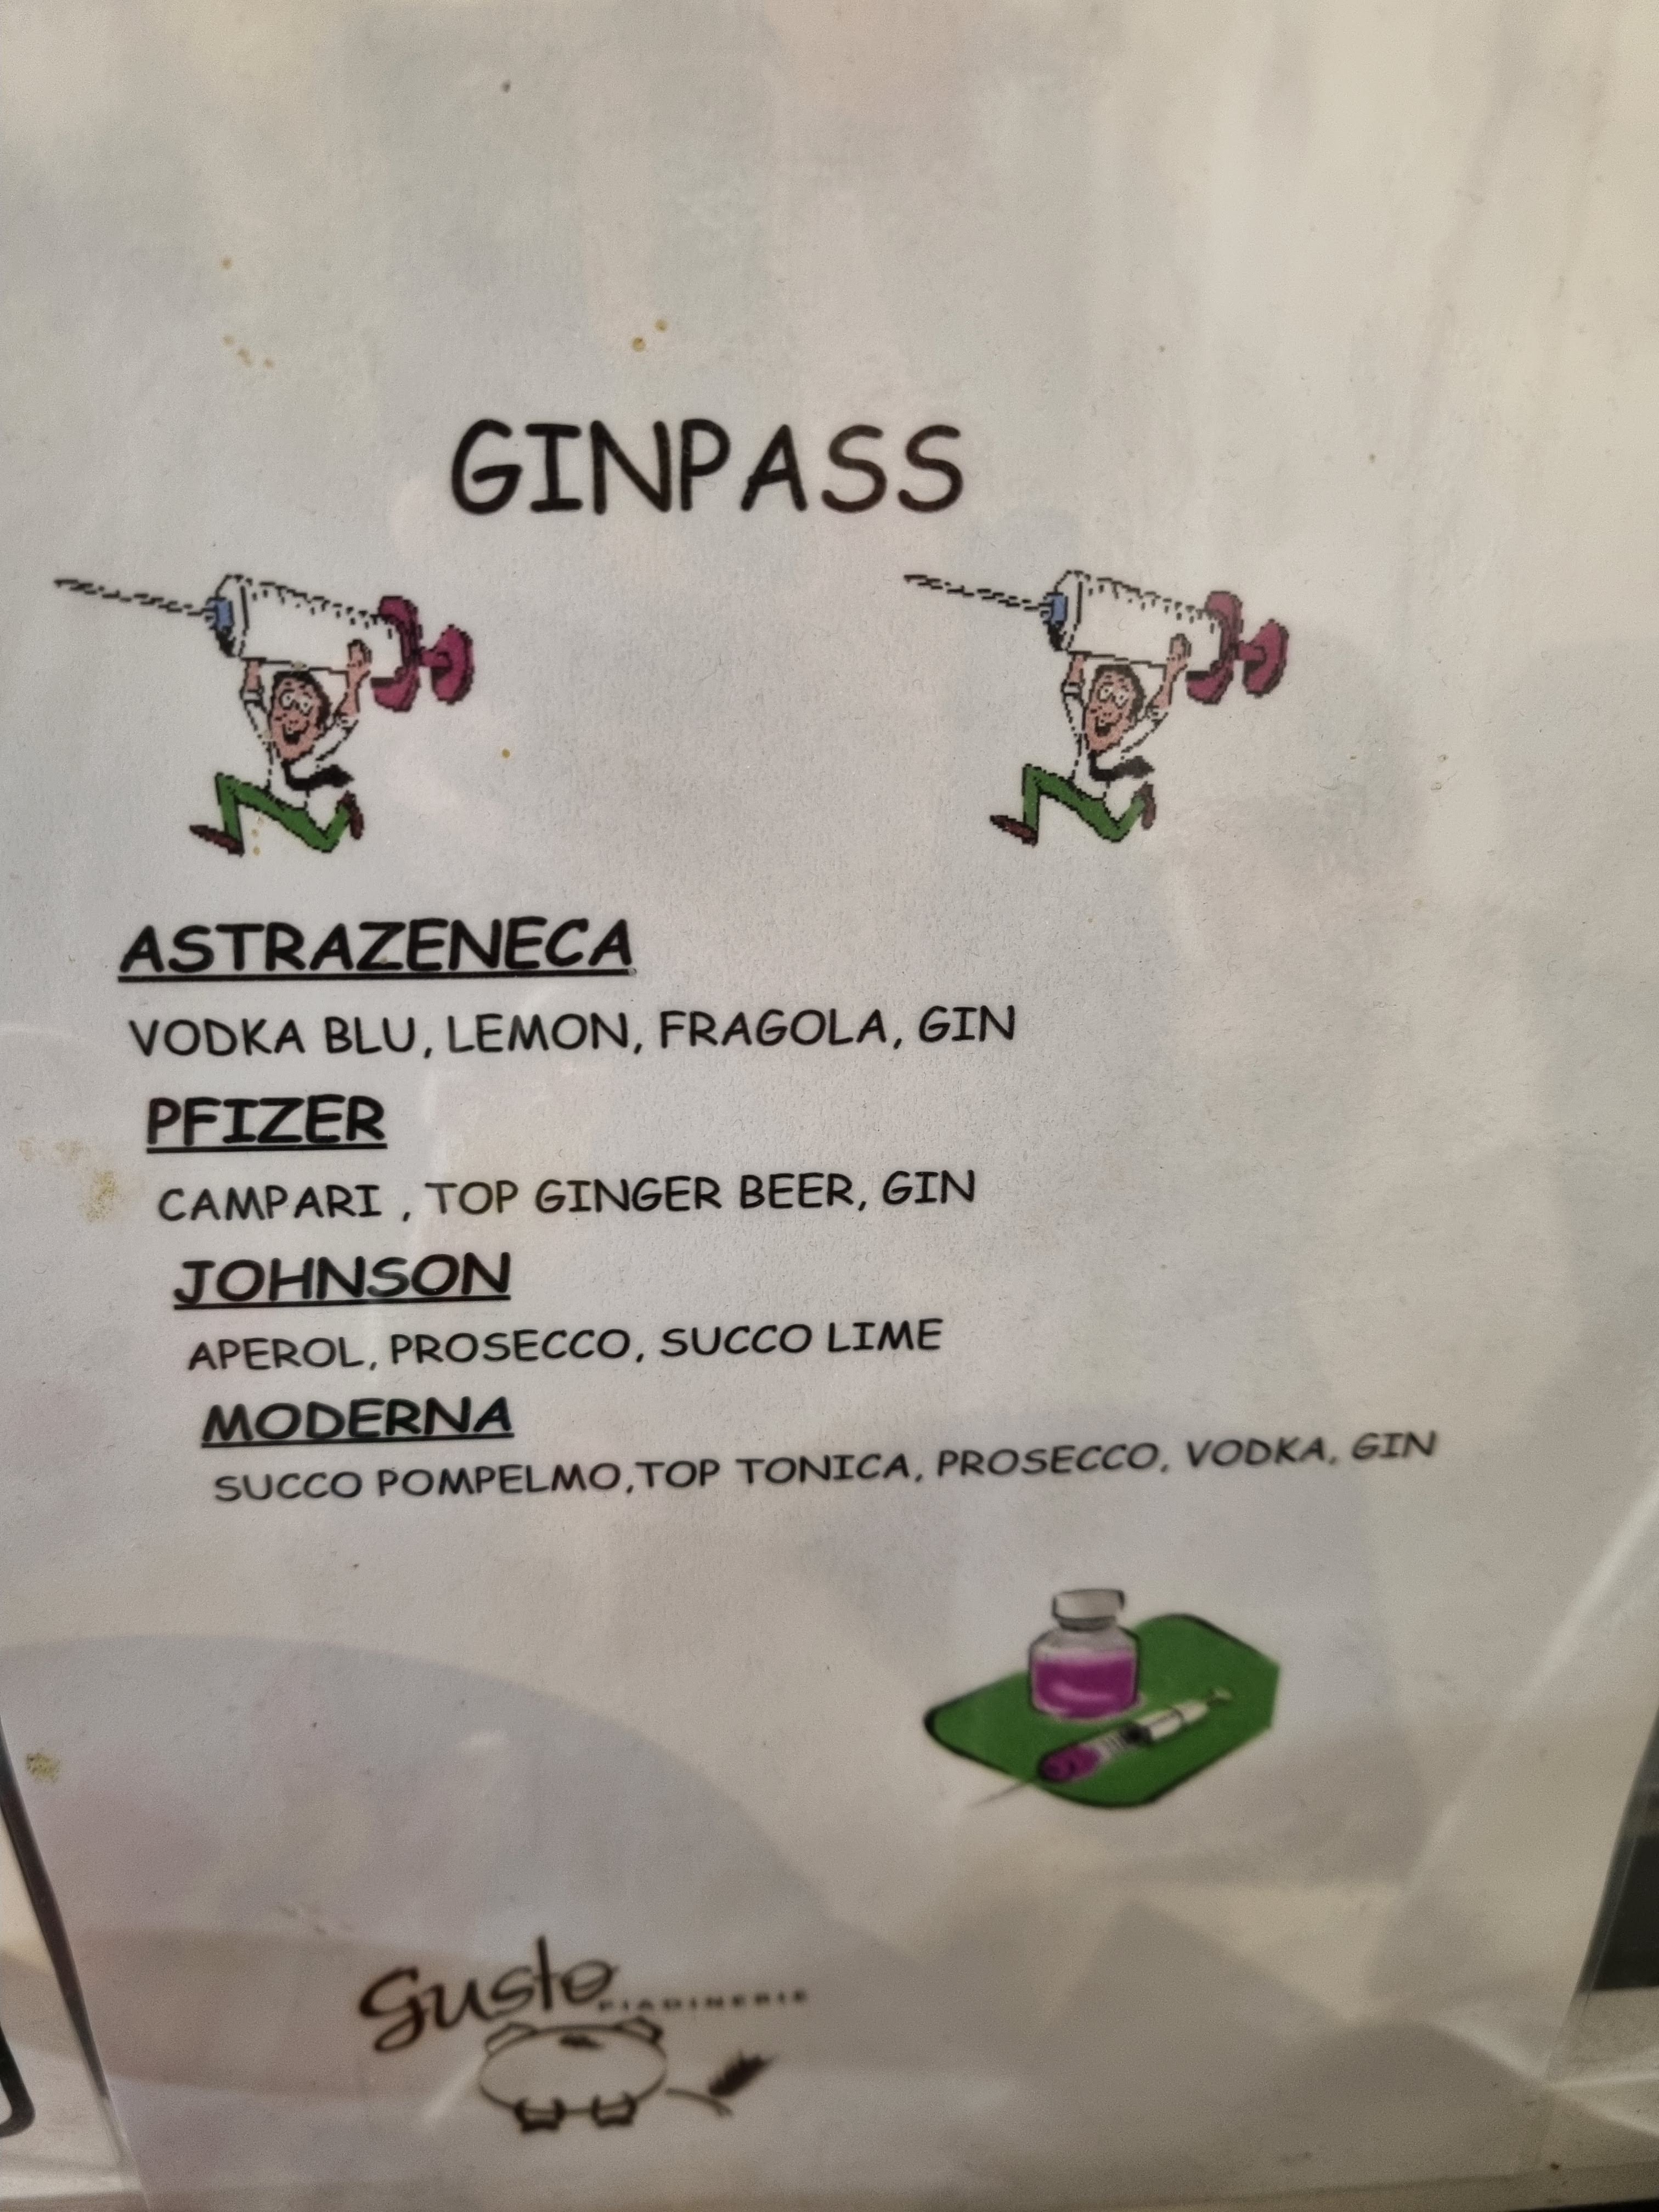 GINPASS
ASTRAZENECA
VODKA BLU, LEMON, FRAGOLA, GIN
PFIZER
CAMPARI , TOP GINGER BEER, GIN
JOHNSON
APEROL, PROSECCO, SUCCO LIME
MODERNA
SUCCO POMPELMO,TOP TONICA, PROSECCO, VODKA, GIN
Gusto PIADINERIE